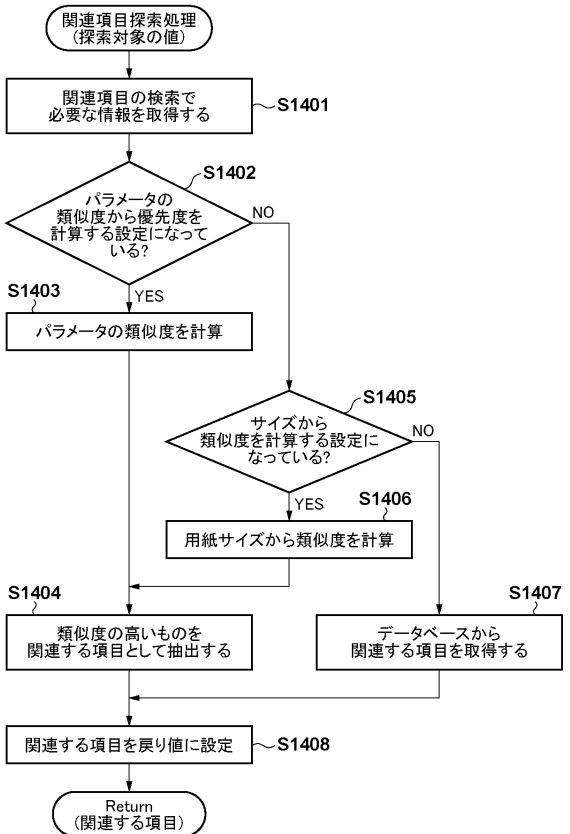 関連項目探索処理
(探索対象の値)
関連項目の検索で
必要な情報を取得する
S1401
S1402
パラメータの
類似度から優先度を
計算する設定になって
いる?
NO
YES
S1403
パラメータの類似度を計算
S1405
サイズから
類似度を計算する設定に
なっている?
NO
YES
S1406
用紙サイズから類似度を計算
S1404
類似度の高いものを
関連する項目として抽出する
S1407
データベースから
関連する項目を取得する
関連する項目を戻り値に設定
S1408
Return
(関連する項目)